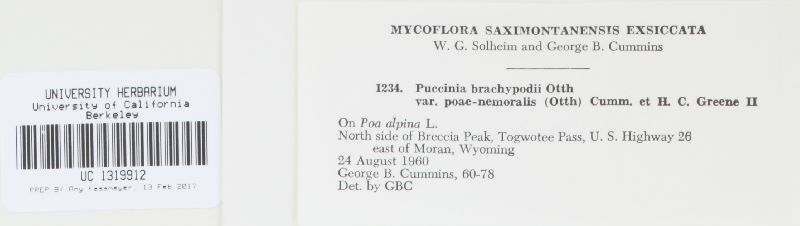 UNIVERSITY HERBARIUM
University of California
Berkeley
UC 1319912
PREP BY Amy Kasameyer, 13 Feb 2017
MYCOFLORA SAXIMONTANENSIS EXSICCATA
W. G. Solheim and George B. Cummins
1234. Puccinia brachypodii Otth
var. poae-nemoralis (Otth) Cumm. et H. C. Greene II
On Poa alpina L.
North side of Breccia Peak, Togwotee Pass, U. S. Highway 26
east of Moran, Wyoming
24 August 1960
George B. Cummins, 60-78
Det. by GBC